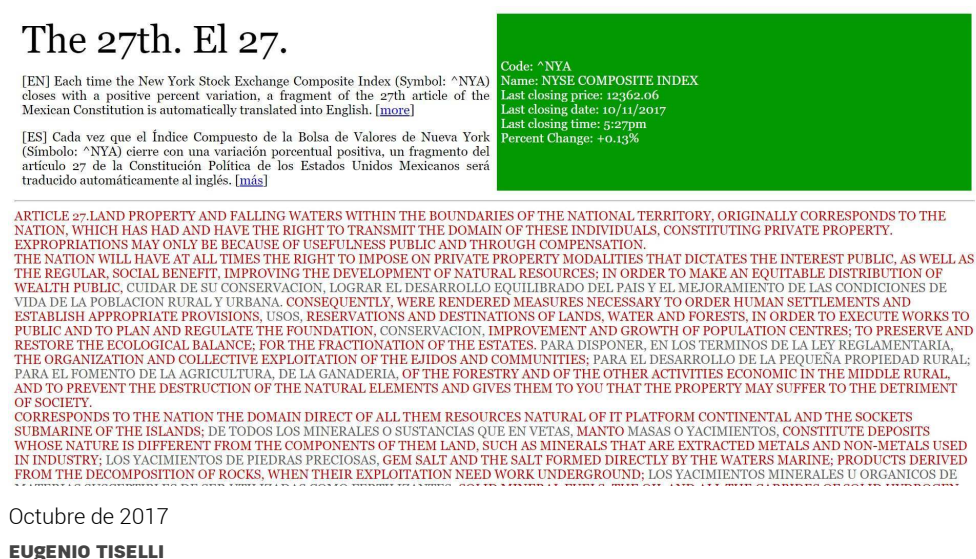 The 27th. El 27.
[EN] Each time the New York Stock Exchange Composite Index (Symbol: ^NYA)
closes with a positive percent variation, a fragment of the 27th article of the
Mexican Constitution is automatically translated into English. [more]
[ES] Cada vez que el Índice Compuesto de la Bolsa de Valores de Nueva York
(Símbolo: ^NYA) cierre con una variación porcentual positiva, un fragmento del
artículo 27 de la Constitución Política de los Estados Unidos Mexicanos será
traducido automáticamente al inglés. [más]
Code: ^NYA
Name: NYSE COMPOSITE INDEX
Last closing price: 12362.06
Last closing date: 10/11/2017
Last closing time: 5:27pm
Percent Change: +0.13%
ARTICLE 27.LAND PROPERTY AND FALLING WATERS WITHIN THE BOUNDARIES OF THE NATIONAL TERRITORY, ORIGINALLY CORRESPONDS TO THE
NATION, WHICH HAS HAD AND HAVE THE RIGHT TO TRANSMIT THE DOMAIN OF THESE INDIVIDUALS, CONSTITUTING PRIVATE PROPERTY.
EXPROPRIATIONS MAY ONLY BE BECAUSE OF USEFULNESS PUBLIC AND THROUGH COMPENSATION.
THE NATION WILL HAVE AT ALL TIMES THE RIGHT TO IMPOSE ON PRIVATE PROPERTY MODALITIES THAT DICTATES THE INTEREST PUBLIC, AS WELL AS
THE REGULAR, SOCIAL BENEFIT, IMPROVING THE DEVELOPMENT OF NATURAL RESOURCES; IN ORDER TO MAKE AN EQUITABLE DISTRIBUTION OF
WEALTH PUBLIC, CUIDAR DE SU CONSERVACION, LOGRAR EL DESARROLLO EQUILIBRADO DEL PAIS Y EL MEJORAMIENTO DE LAS CONDICIONES DE
VIDA DE LA POBLACION RURAL Y URBANA. CONSEQUENTLY, WERE RENDERED MEASURES NECESSARY TO ORDER HUMAN SETTLEMENTS AND
ESTABLISH APPROPRIATE PROVISIONS, USOS, RESERVATIONS AND DESTINATIONS OF LANDS, WATER AND FORESTS, IN ORDER TO EXECUTE WORKS TO
PUBLIC AND TO PLAN AND REGULATE THE FOUNDATION, CONSERVACION, IMPROVEMENT AND GROWTH OF POPULATION CENTRES; TO PRESERVE AND
RESTORE THE ECOLOGICAL BALANCE; FOR THE FRACTIONATION OF THE ESTATES. PARA DISPONER, EN LOS TERMINOS DE LA LEY REGLAMENTARIA,
THE ORGANIZATION AND COLLECTIVE EXPLOITATION OF THE EJIDOS AND COMMUNITIES; PARA EL DESARROLLO DE LA PEQUEÑA PROPIEDAD RURAL;
PARA EL FOMENTO DE LA AGRICULTURA, DE LA GANADERIA, OF THE FORESTRY AND OF THE OTHER ACTIVITIES ECONOMIC IN THE MIDDLE RURAL,
AND TO PREVENT THE DESTRUCTION OF THE NATURAL ELEMENTS AND GIVES THEM TO YOU THAT THE PROPERTY MAY SUFFER TO THE DETRIMENT
OF SOCIETY.
CORRESPONDS TO THE NATION THE DOMAIN DIRECT OF ALL THEM RESOURCES NATURAL OF IT PLATFORM CONTINENTAL AND THE SOCKETS
SUBMARINE OF THE ISLANDS; DE TODOS LOS MINERALES O SUSTANCIAS QUE EN VETAS, MANTO MASAS O YACIMIENTOS, CONSTITUTE DEPOSITS
WHOSE NATURE IS DIFFERENT FROM THE COMPONENTS OF THEM LAND, SUCH AS MINERALS THAT ARE EXTRACTED METALS AND NON-METALS USED
IN INDUSTRY; LOS YACIMIENTOS DE PIEDRAS PRECIOSAS, GEM SALT AND THE SALT FORMED DIRECTLY BY THE WATERS MARINE; PRODUCTS DERIVED
FROM THE DECOMPOSITION OF ROCKS, WHEN THEIR EXPLOITATION NEED WORK UNDERGROUND; LOS YACIMIENTOS MINERALES U ORGANICOS DE
Octubre de 2017
EUgENIO TISELLI